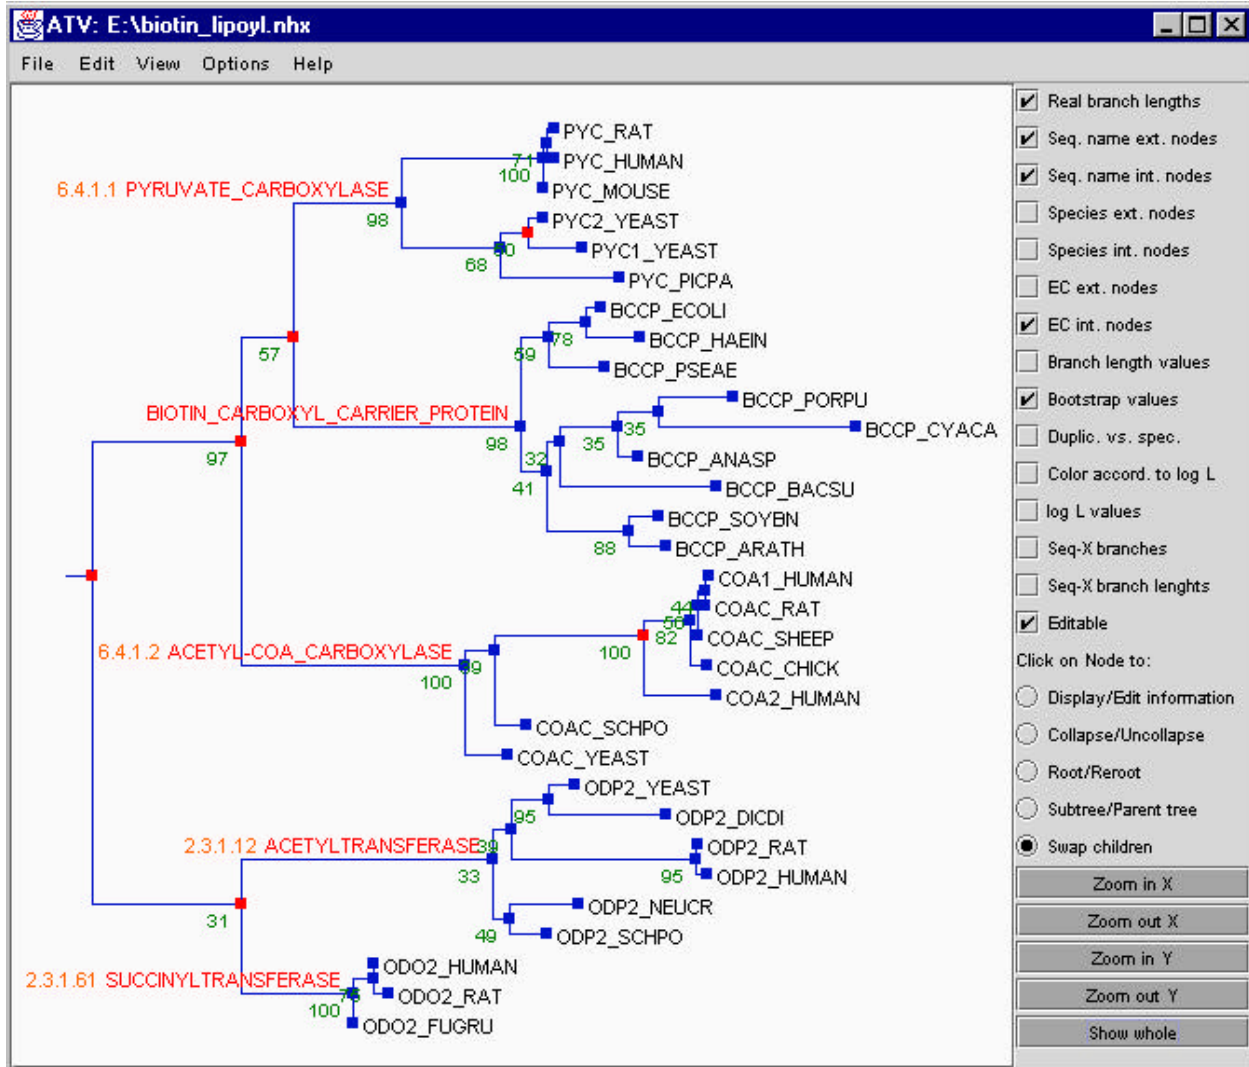 ATV: E:\biotin_lipoyl.nhx
File Edit View Options Help
PYC_RAT
71 PYC_HUMAN
100
6.4.1.1 PYRUVATE_CARBOXYLASE
PYC_MOUSE
98
PYC2_YEAST
PYC1_YEAST
68
PYC_PICPA
BCCP_ECOLI
78
BCCP_HAEIN
57
59
BCCP_PSEAE
BCCP_PORPU
BIOTIN_CARBOXYL_CARRIER_PROTEIN
98
35
35
BCCP_CYACA
97
32
BCCP_ANASP
41
BCCP_BACSU
BCCP_SOYBN
88
BCCP_ARATH
COA1_HUMAN
44
COAC_RAT
82
COAC_SHEEP
100
6.4.1.2 ACETYL-COA_CARBOXYLASE
COAC_CHICK
100
COA2_HUMAN
COAC_SCHPO
COAC_YEAST
ODP2_YEAST
95
ODP2_DICDI
2.3.1.12 ACETYLTRANSFERASE
39
ODP2_RAT
33
95
ODP2_HUMAN
31
ODP2_NEUCR
49
ODP2_SCHPO
ODO2_HUMAN
2.3.1.61 SUCCINYLTRANSFERASE
ODO2_RAT
100
ODO2_FUGRU
Real branch lengths
Seq. name ext. nodes
Seq. name int. nodes
Species ext. nodes
Species int. nodes
EC ext. nodes
EC int. nodes
Branch length values
Bootstrap values
Duplic. vs. spec.
Color accord. to log L
log L values
Seq-X branches
Seq-X branch lenghts
Editable
Click on Node to:
Display/Edit information
Collapse/Uncollapse
Root/Reroot
Subtree/Parent tree
Swap children
Zoom in X
Zoom out X
Zoom in Y
Zoom out Y
Show whole